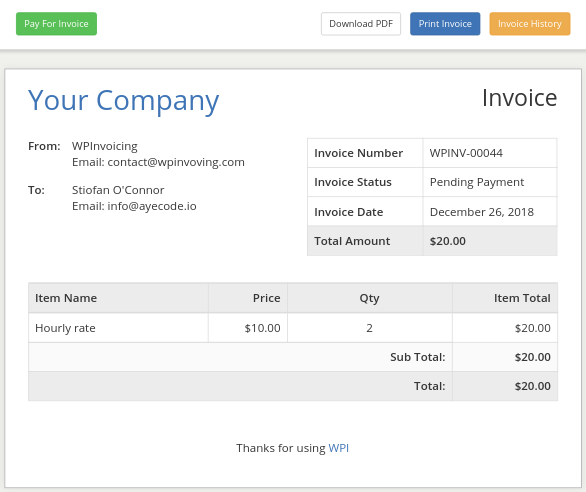 Pay For Invoice Download PDF Print Invoice Invoice History
Your Company Invoice
From: WPInvoicing
Email: contact@wpinvoving.com
To: Stiofan O'Connor
Email: info@ayecode.io
Invoice Number WPINV-00044
Invoice Status Pending Payment
Invoice Date December 26, 2018
Total Amount $20.00
Item Name Price Qty Item Total
Hourly rate $10.00 2 $20.00
Sub Total: $20.00
Total: $20.00
Thanks for using WPI